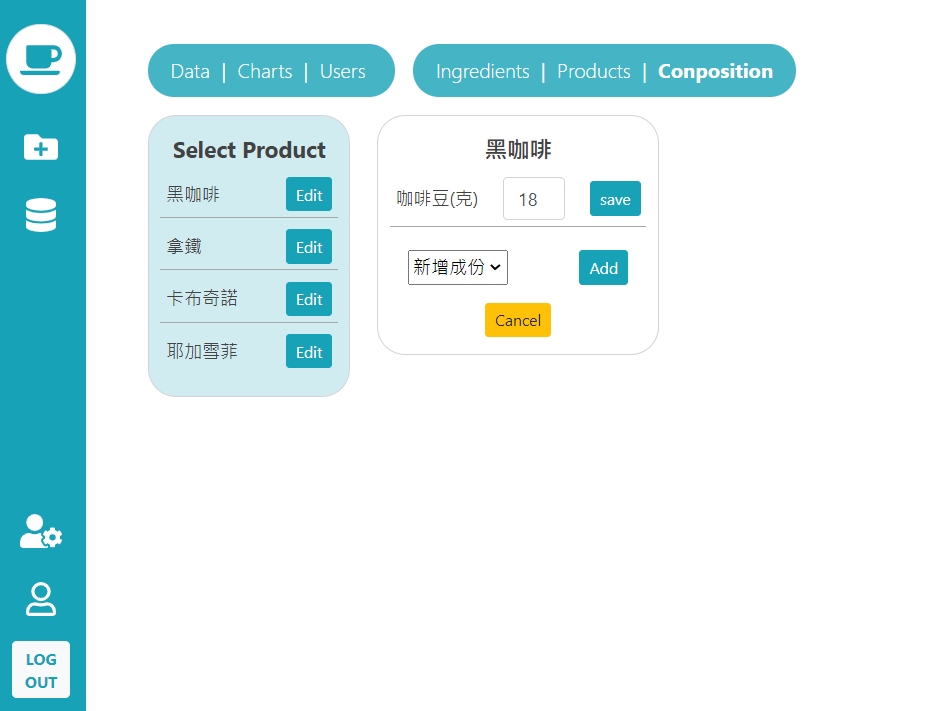 Data | Charts | Users
Ingredients | Products | Conposition
Select Product
黑咖啡 Edit
拿鐵 Edit
卡布奇諾 Edit
耶加雪菲 Edit
黑咖啡
咖啡豆(克) 18 save
新增成份 Add
Cancel
LOG
OUT